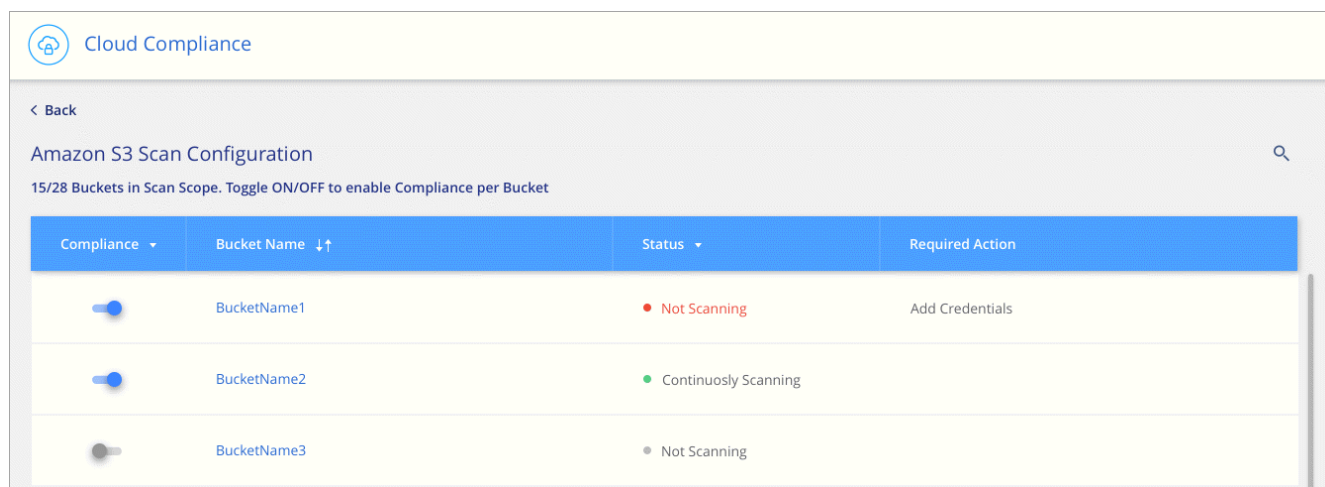 Cloud Compliance
< Back
Amazon S3 Scan Configuration
15/28 Buckets in Scan Scope. Toggle ON/OFF to enable Compliance per Bucket
Compliance Bucket Name Status Required Action
BucketName1 Not Scanning Add Credentials
BucketName2 Continuosly Scanning
BucketName3 Not Scanning